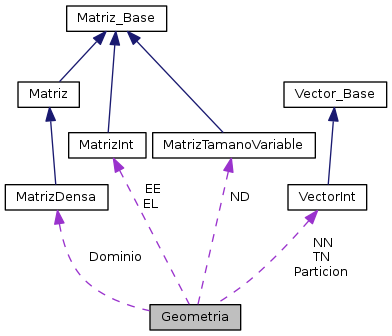 Matriz_Base
Matriz
Vector_Base
MatrizInt
MatrizTamanoVariable
MatrizDensa
VectorInt
EE
EL
ND
NN
TN
Particion
Dominio
Geometria